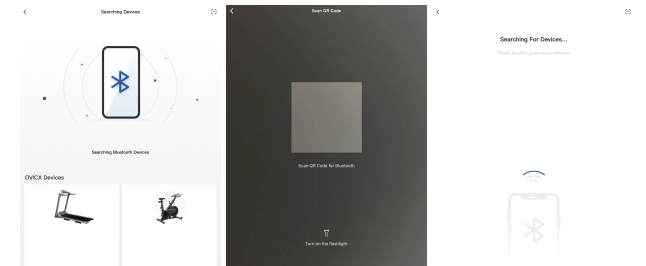 Searching Devices
Searching Bluetooth Devices
OVICX Devices
Scan QR Code
Scan QR Code for Bluetooth
Turn on the flashlight
Searching For Devices...